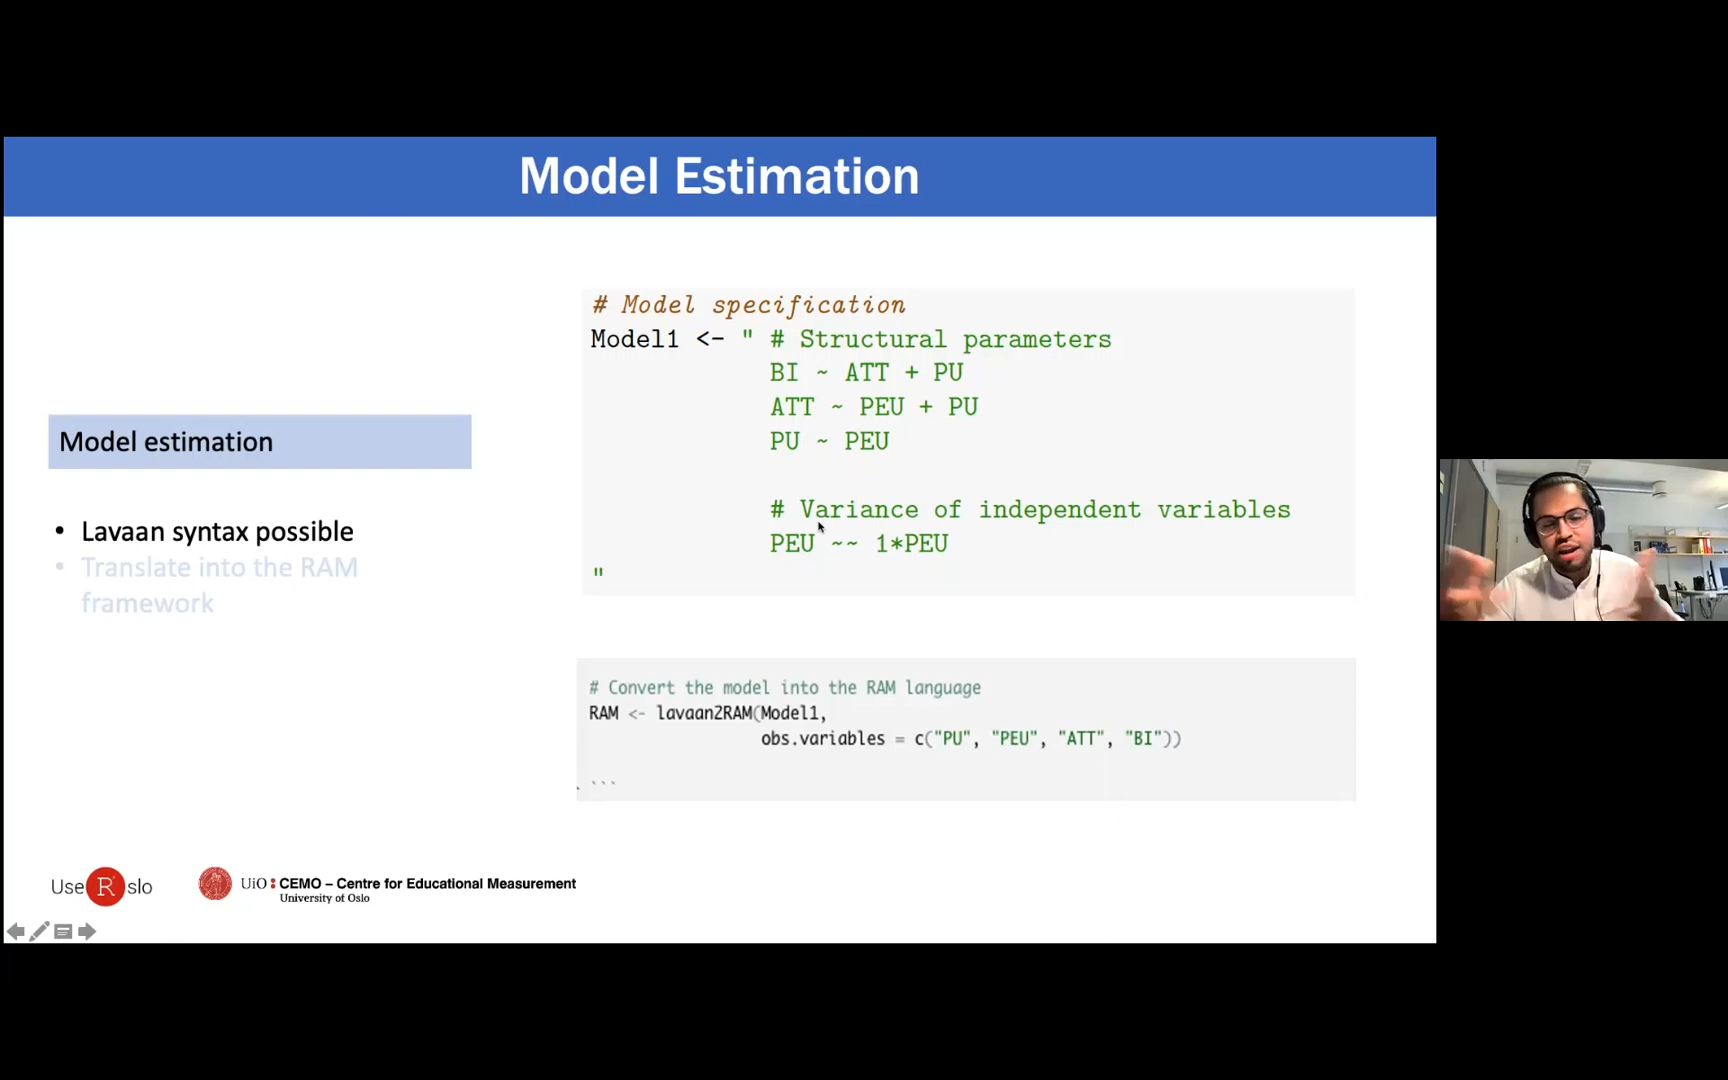 Model Estimation
Model estimation
• Lavaan syntax possible
• Translate into the RAM
framework
# Model specification
Model1 <- " # Structural parameters
BI ~ ATT + PU
ATT ~ PEU + PU
PU ~ PEU
# Variance of independent variables
PEU ~~ 1*PEU
"
# Convert the model into the RAM language
RAM <- lavaan2RAM(Model1,
obs.variables = c("PU", "PEU", "ATT", "BI"))
```
Use R slo
UiO : CEMO – Centre for Educational Measurement
University of Oslo